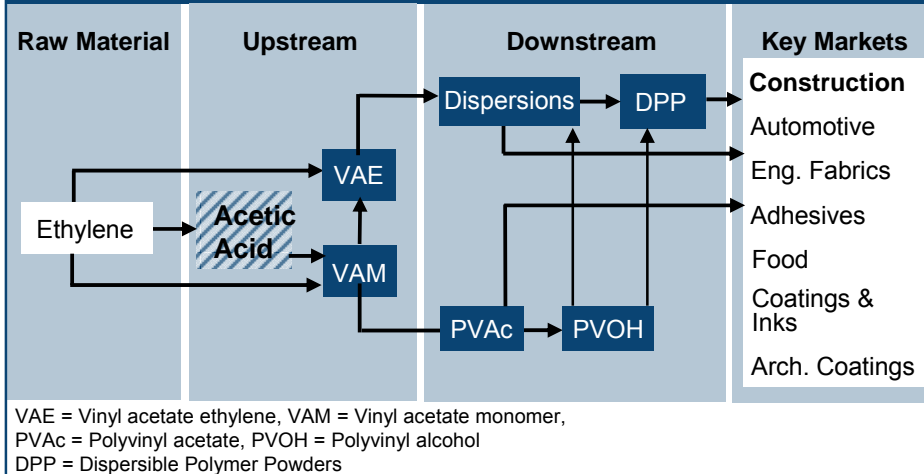 Raw Material
Upstream
Downstream
Key Markets
Ethylene
Acetic
Acid
VAE
VAM
Dispersions
DPP
PVAc
PVOH
Construction
Automotive
Eng. Fabrics
Adhesives
Food
Coatings &
Inks
Arch. Coatings
VAE = Vinyl acetate ethylene, VAM = Vinyl acetate monomer,
PVAc = Polyvinyl acetate, PVOH = Polyvinyl alcohol
DPP = Dispersible Polymer Powders